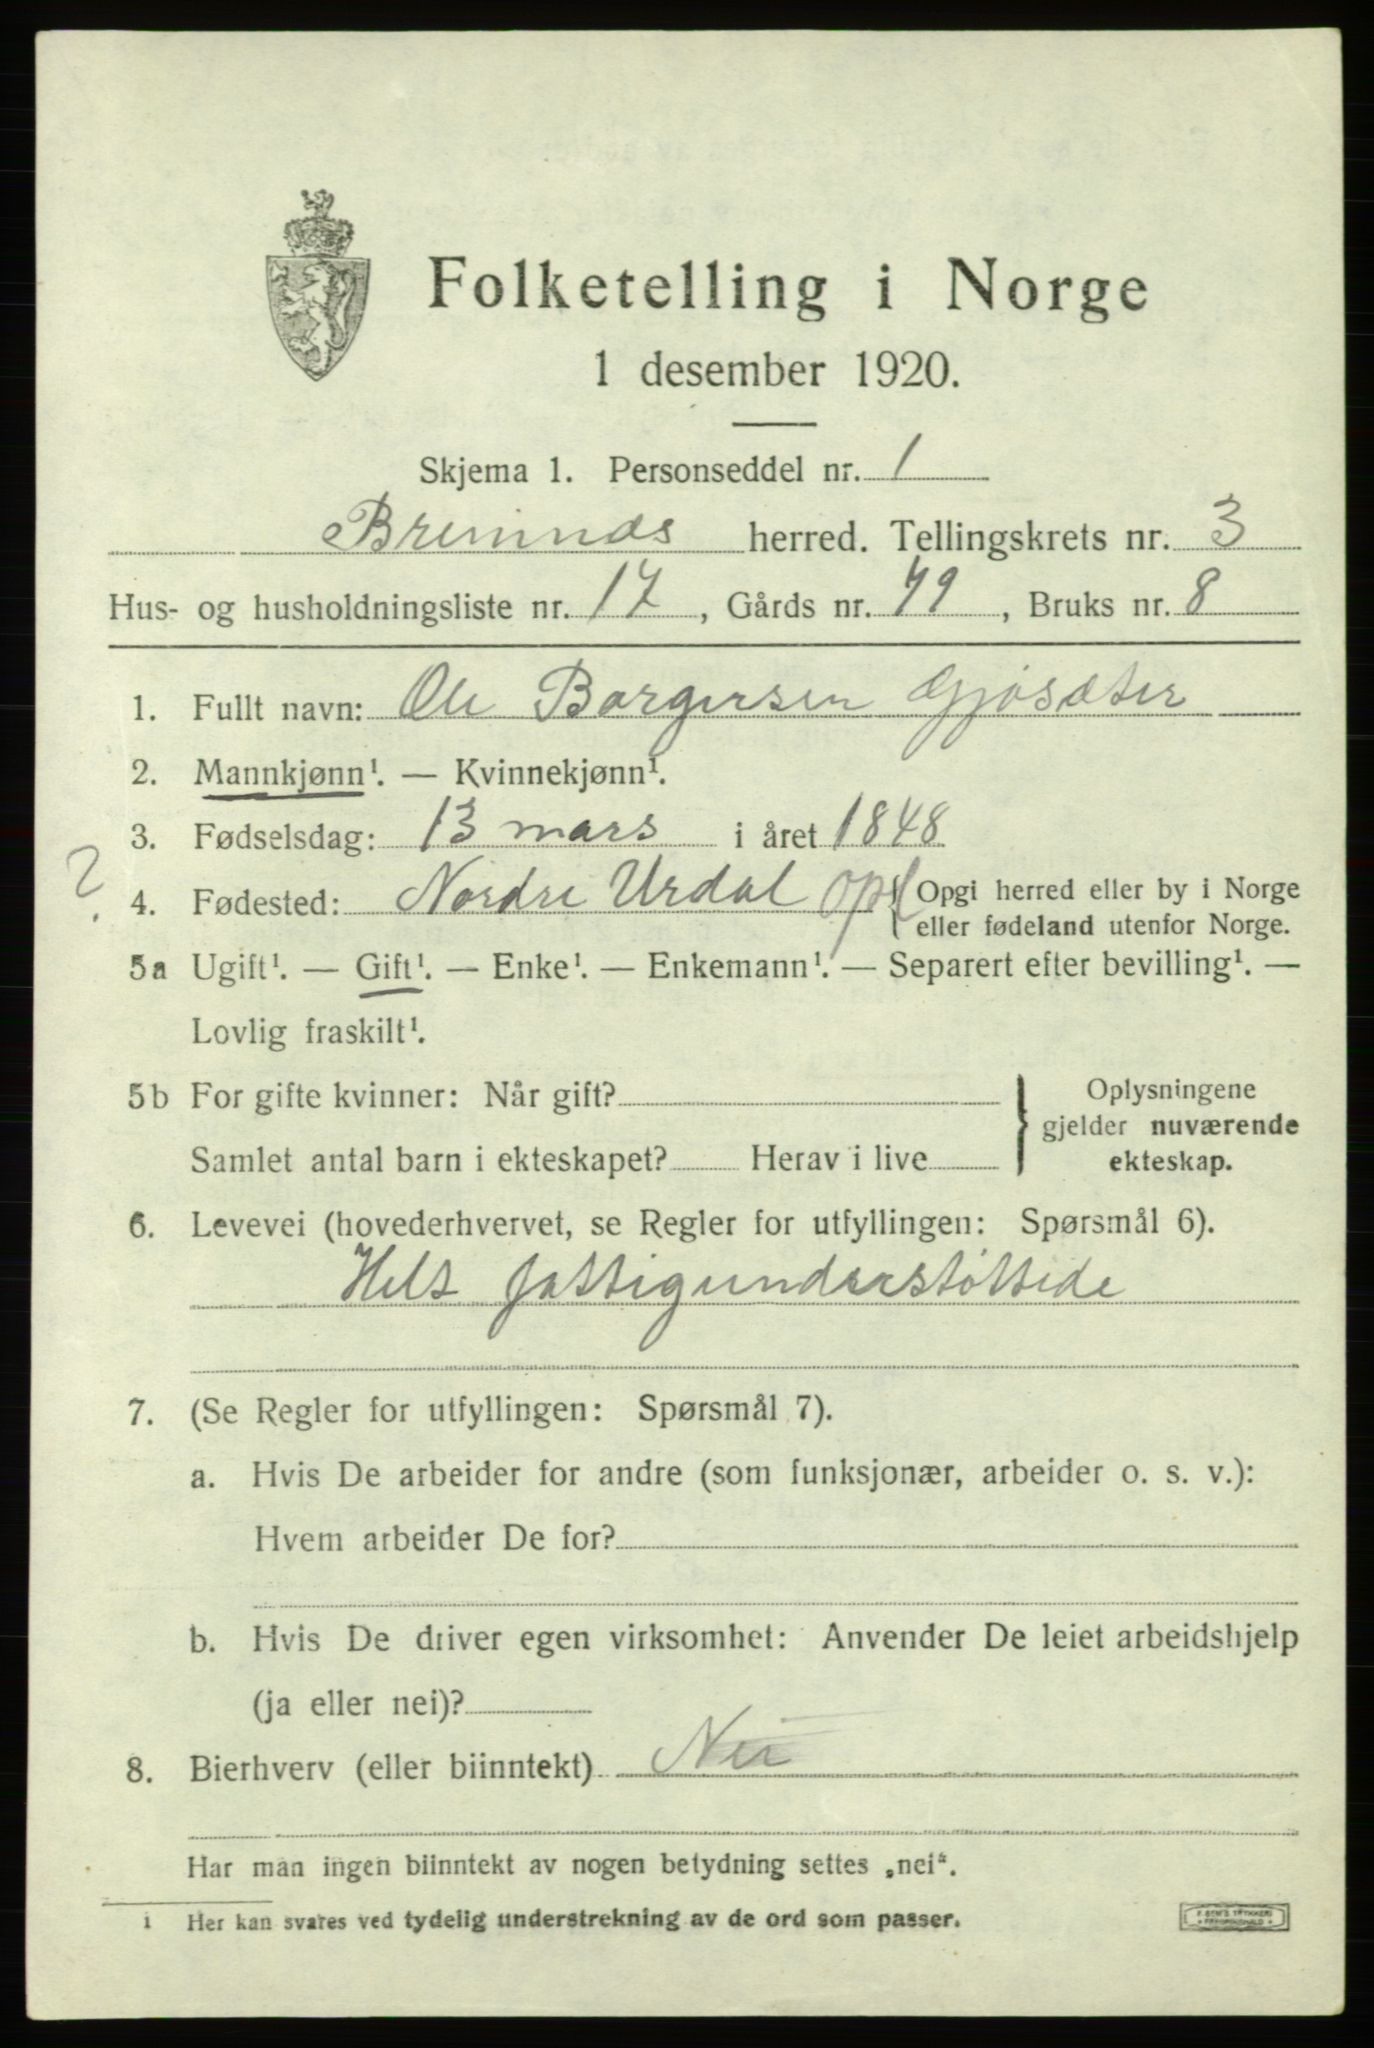 Folketelling i Norge
1 desember 1920.
Skjema 1. Personseddel nr. 1
Bremnds herred. Tellingskrets nr. 3
Hus- og husholdningsliste nr. 17, Gårds nr. 79, Bruks nr. 8
1. Fullt navn: Ole Borgersen Gjøsæter
2. Mannkjønn¹. — Kvinnekjønn¹.
3. Fødselsdag: 13 mars i året 1848
? 4. Fødested: Nordre Urdal opl { Opgi herred eller by i Norge
eller fødeland utenfor Norge.
5a Ugift¹. — Gift¹. — Enke¹. — Enkemann¹. — Separert efter bevilling¹. —
Lovlig fraskilt¹.
5b For gifte kvinner: Når gift?
Samlet antal barn i ekteskapet? Herav i live
} Oplysningene
gjelder nuværende
ekteskap.
6. Levevei (hovederhvervet, se Regler for utfyllingen: Spørsmål 6).
Helt fattigunderstøttede
7. (Se Regler for utfyllingen: Spørsmål 7).
a. Hvis De arbeider for andre (som funksjonær, arbeider o. s. v.):
Hvem arbeider De for?
b. Hvis De driver egen virksomhet: Anvender De leiet arbeidshjelp
(ja eller nei)?
8. Bierhverv (eller biinntekt) Nei
Har man ingen biinntekt av nogen betydning settes „nei“.
1 Her kan svares ved tydelig understrekning av de ord som passer.